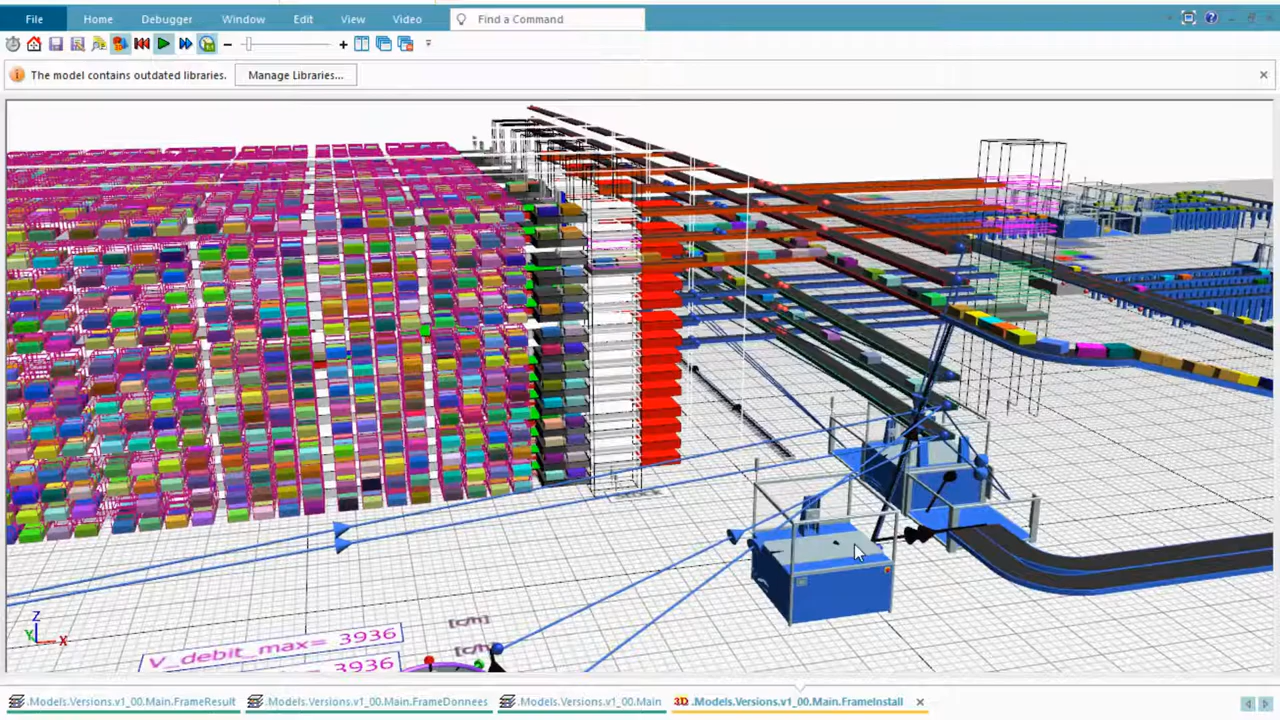 File Home Debugger Window Edit View Video Find a Command
The model contains outdated libraries. Manage Libraries...
Z
Y X
[c/h]
V_debit_max= 3936
[c/h]
3936
.Models.Versions.v1_00.Main.FrameResult .Models.Versions.v1_00.Main.FrameDonnees .Models.Versions.v1_00.Main 3D .Models.Versions.v1_00.Main.FrameInstall